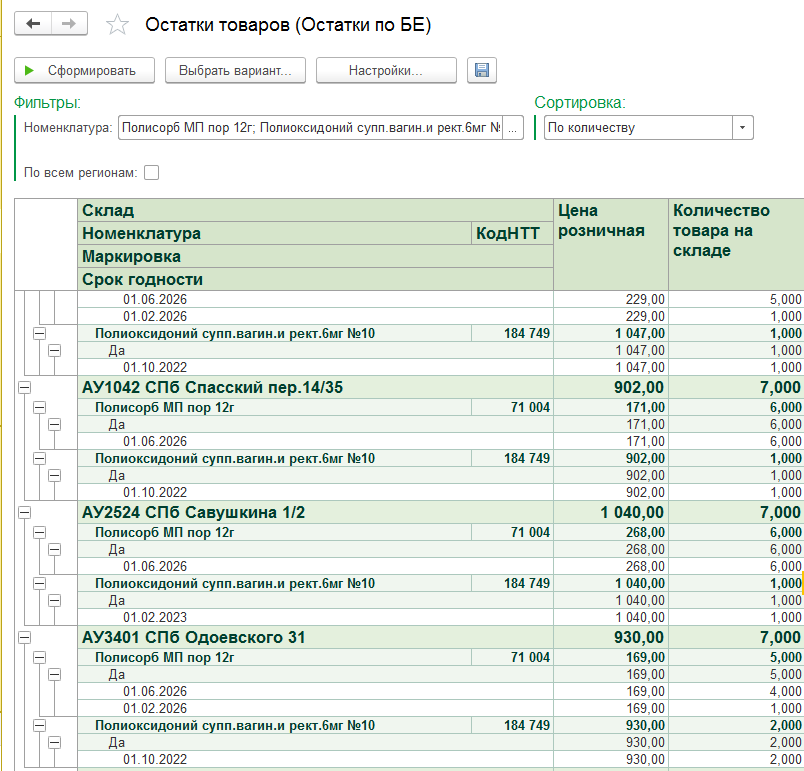 Остатки товаров (Остатки по БЕ)
Сформировать Выбрать вариант... Настройки...
Фильтры: Сортировка:
Номенклатура: Полисорб МП пор 12г; Полиоксидоний супп.вагин.и рект.6мг № ... По количеству
По всем регионам:
Склад Цена розничная Количество товара на складе
Номенклатура КодНТТ
Маркировка
Срок годности
01.06.2026 229,00 5,000
01.02.2026 229,00 1,000
Полиоксидоний супп.вагин.и рект.6мг №10 184 749 1 047,00 1,000
Да 1 047,00 1,000
01.10.2022 1 047,00 1,000
АУ1042 СПб Спасский пер.14/35 902,00 7,000
Полисорб МП пор 12г 71 004 171,00 6,000
Да 171,00 6,000
01.06.2026 171,00 6,000
Полиоксидоний супп.вагин.и рект.6мг №10 184 749 902,00 1,000
Да 902,00 1,000
01.10.2022 902,00 1,000
АУ2524 СПб Савушкина 1/2 1 040,00 7,000
Полисорб МП пор 12г 71 004 268,00 6,000
Да 268,00 6,000
01.06.2026 268,00 6,000
Полиоксидоний супп.вагин.и рект.6мг №10 184 749 1 040,00 1,000
Да 1 040,00 1,000
01.02.2023 1 040,00 1,000
АУ3401 СПб Одоевского 31 930,00 7,000
Полисорб МП пор 12г 71 004 169,00 5,000
Да 169,00 5,000
01.06.2026 169,00 4,000
01.02.2026 169,00 1,000
Полиоксидоний супп.вагин.и рект.6мг №10 184 749 930,00 2,000
Да 930,00 2,000
01.10.2022 930,00 2,000